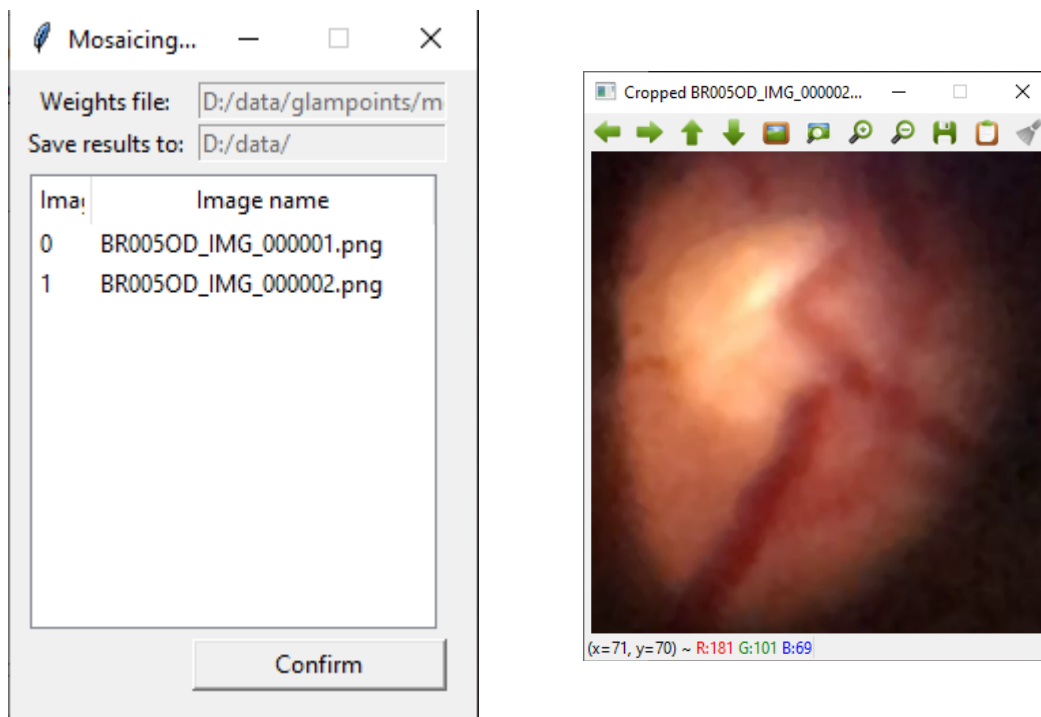 Mosaicing...
Weights file: D:/data/glampoints/m
Save results to: D:/data/
Ima Image name
0 BR005OD_IMG_000001.png
1 BR005OD_IMG_000002.png
Confirm
Cropped BR005OD_IMG_000002...
(x=71, y=70) ~ R:181 G:101 B:69